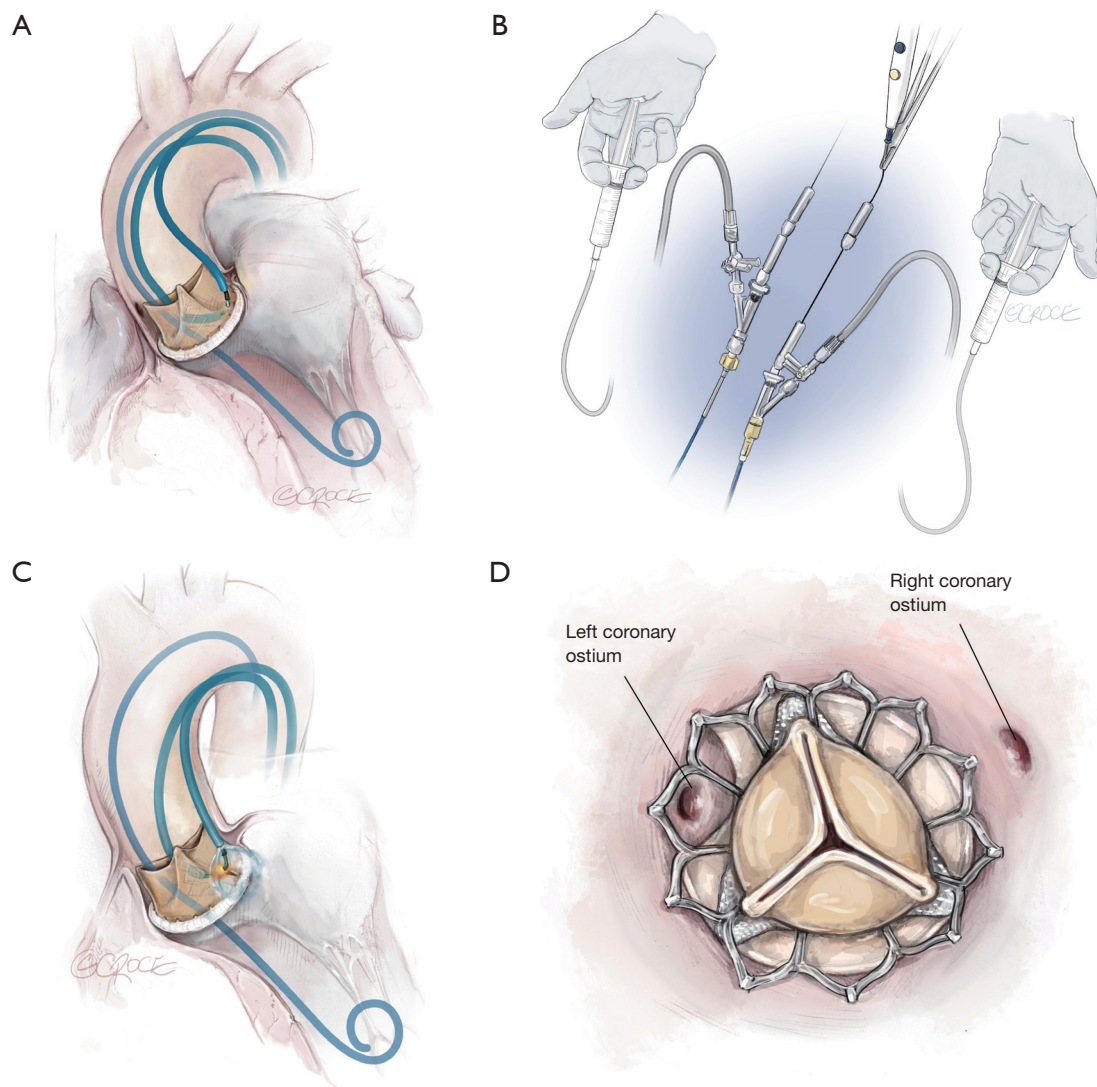 A
B
©CROCE
©CROCE
C
D
Right coronary
ostium
Left coronary
ostium
©CROCE